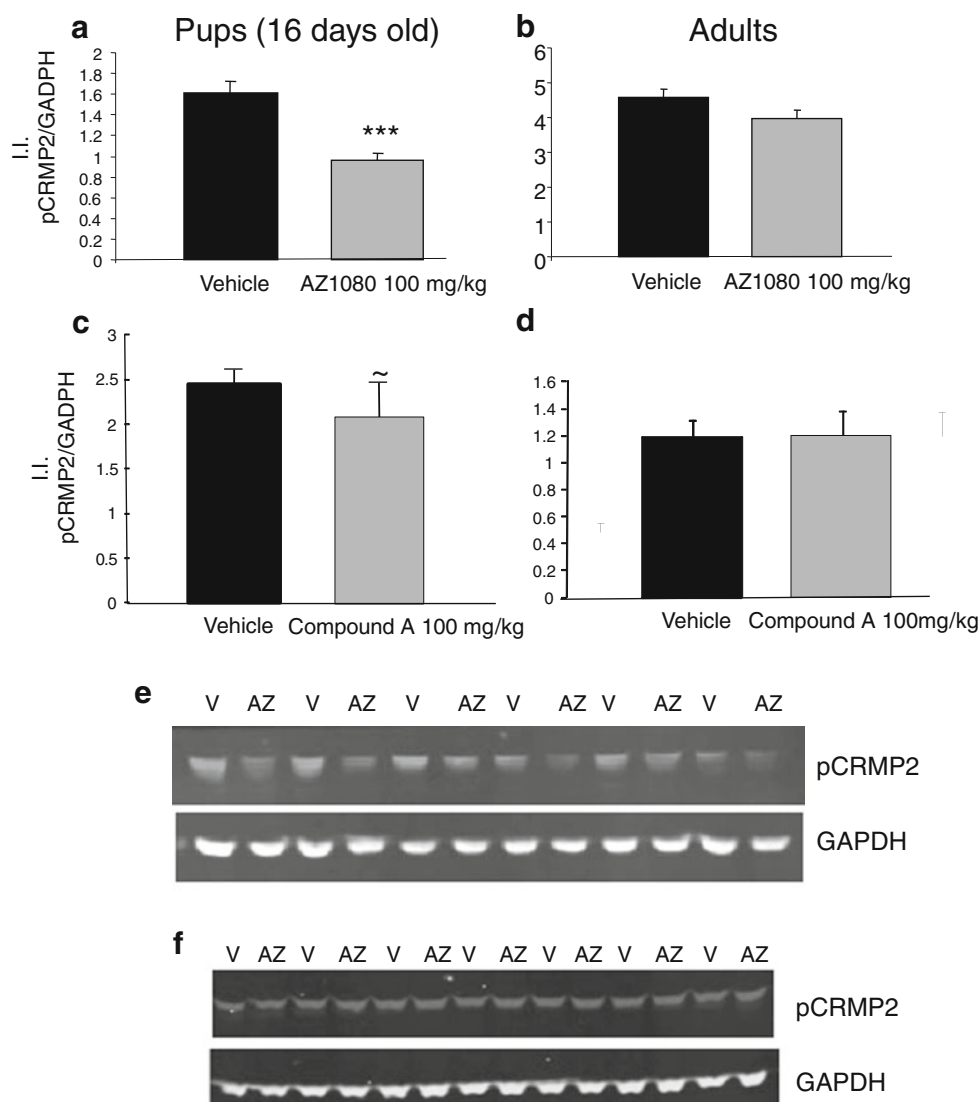 a Pups (16 days old)
b Adults
I.I.
pCRMP2/GADPH
2
1.8
1.6
1.4
1.2
1
0.8
0.6
0.4
0.2
0
***
Vehicle AZ1080 100 mg/kg
6
5
4
3
2
1
0
Vehicle AZ1080 100 mg/kg
c
I.I.
pCRMP2/GADPH
3
2.5
2
1.5
1
0.5
0
~
Vehicle Compound A 100 mg/kg
d
1.6
1.4
1.2
1
0.8
0.6
0.4
0.2
0
Vehicle Compound A 100mg/kg
e
V AZ V AZ V AZ V AZ V AZ V AZ
pCRMP2
GAPDH
f
V AZ V AZ V AZ V AZ V AZ V AZ V AZ
pCRMP2
GAPDH